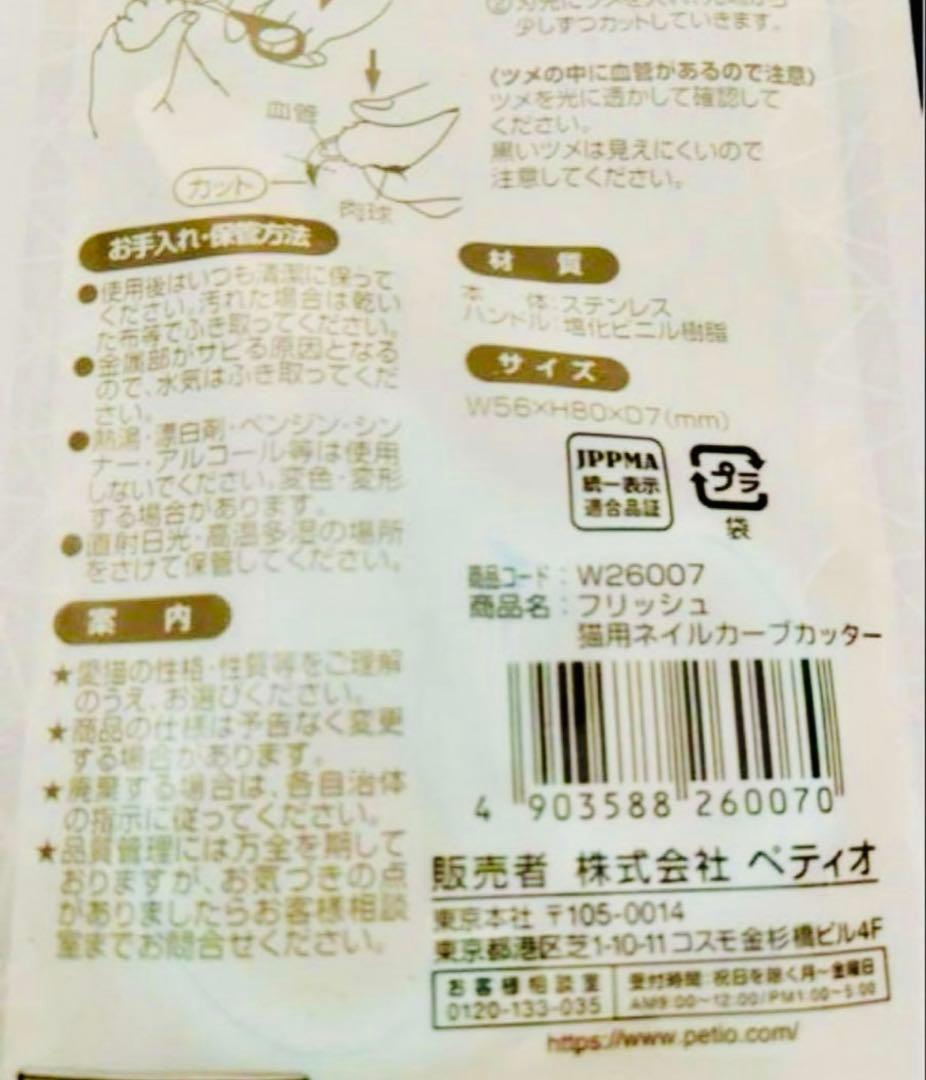 ②刃先にツメを入れ、先端から
少しずつカットしていきます。
(ツメの中に血管があるので注意)
ツメを光に透かして確認して
ください。
黒いツメは見えにくいので
注意してください。
血管
カット
肉球
お手入れ・保管方法
●使用後はいつも清潔に保って
ください。汚れた場合は乾い
た布等でふき取ってください。
●金属部がサビる原因となる
ので、水気はふき取ってくだ
さい。
●熱湯・漂白剤・ベンジン・シン
ナー・アルコール等は使用
しないでください。変色・変形
する場合があります。
●直射日光・高温多湿の場所
をさけて保管してください。
案 内
★愛猫の性格・性質等をご理解
のうえ、お選びください。
★商品の仕様は予告なく変更
する場合があります。
★廃棄する場合は、各自治体
の指示に従ってください。
★品質管理には万全を期して
おりますが、お気づきの点
がありましたらお客様相談
室までお問合せください。
材 質
本 体:ステンレス
ハンドル:塩化ビニル樹脂
サイズ
W56×H80×D7(mm)
JPPMA
統一表示
適合品証
プラ
袋
商品コード:W26007
商品名:フリッシュ
猫用ネイルカーブカッター
4 903588 260070
販売者 株式会社 ペティオ
東京本社 〒105-0014
東京都港区芝1-10-11コスモ金杉橋ビル4F
お客様相談室
0120-133-035
受付時間:祝日を除く月~金曜日
AM9:00~12:00/PM1:00~5:00
https://www.petio.com/